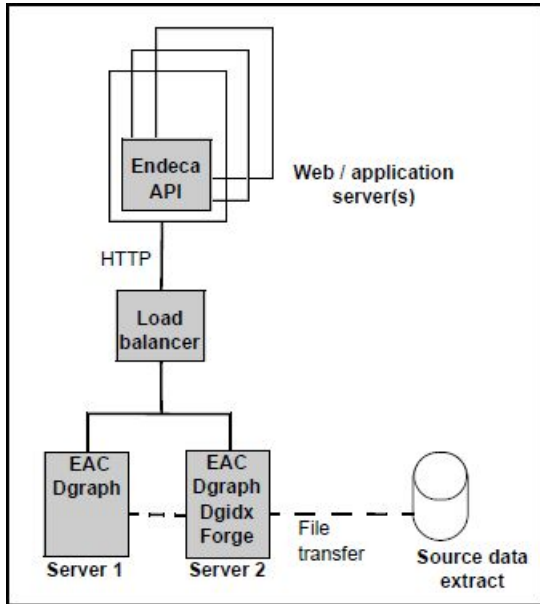 Endeca
API
Web / application
server(s)
HTTP
Load
balancer
EAC
Dgraph
Server 1
EAC
Dgraph
Dgidx
Forge
Server 2
File
transfer
Source data
extract